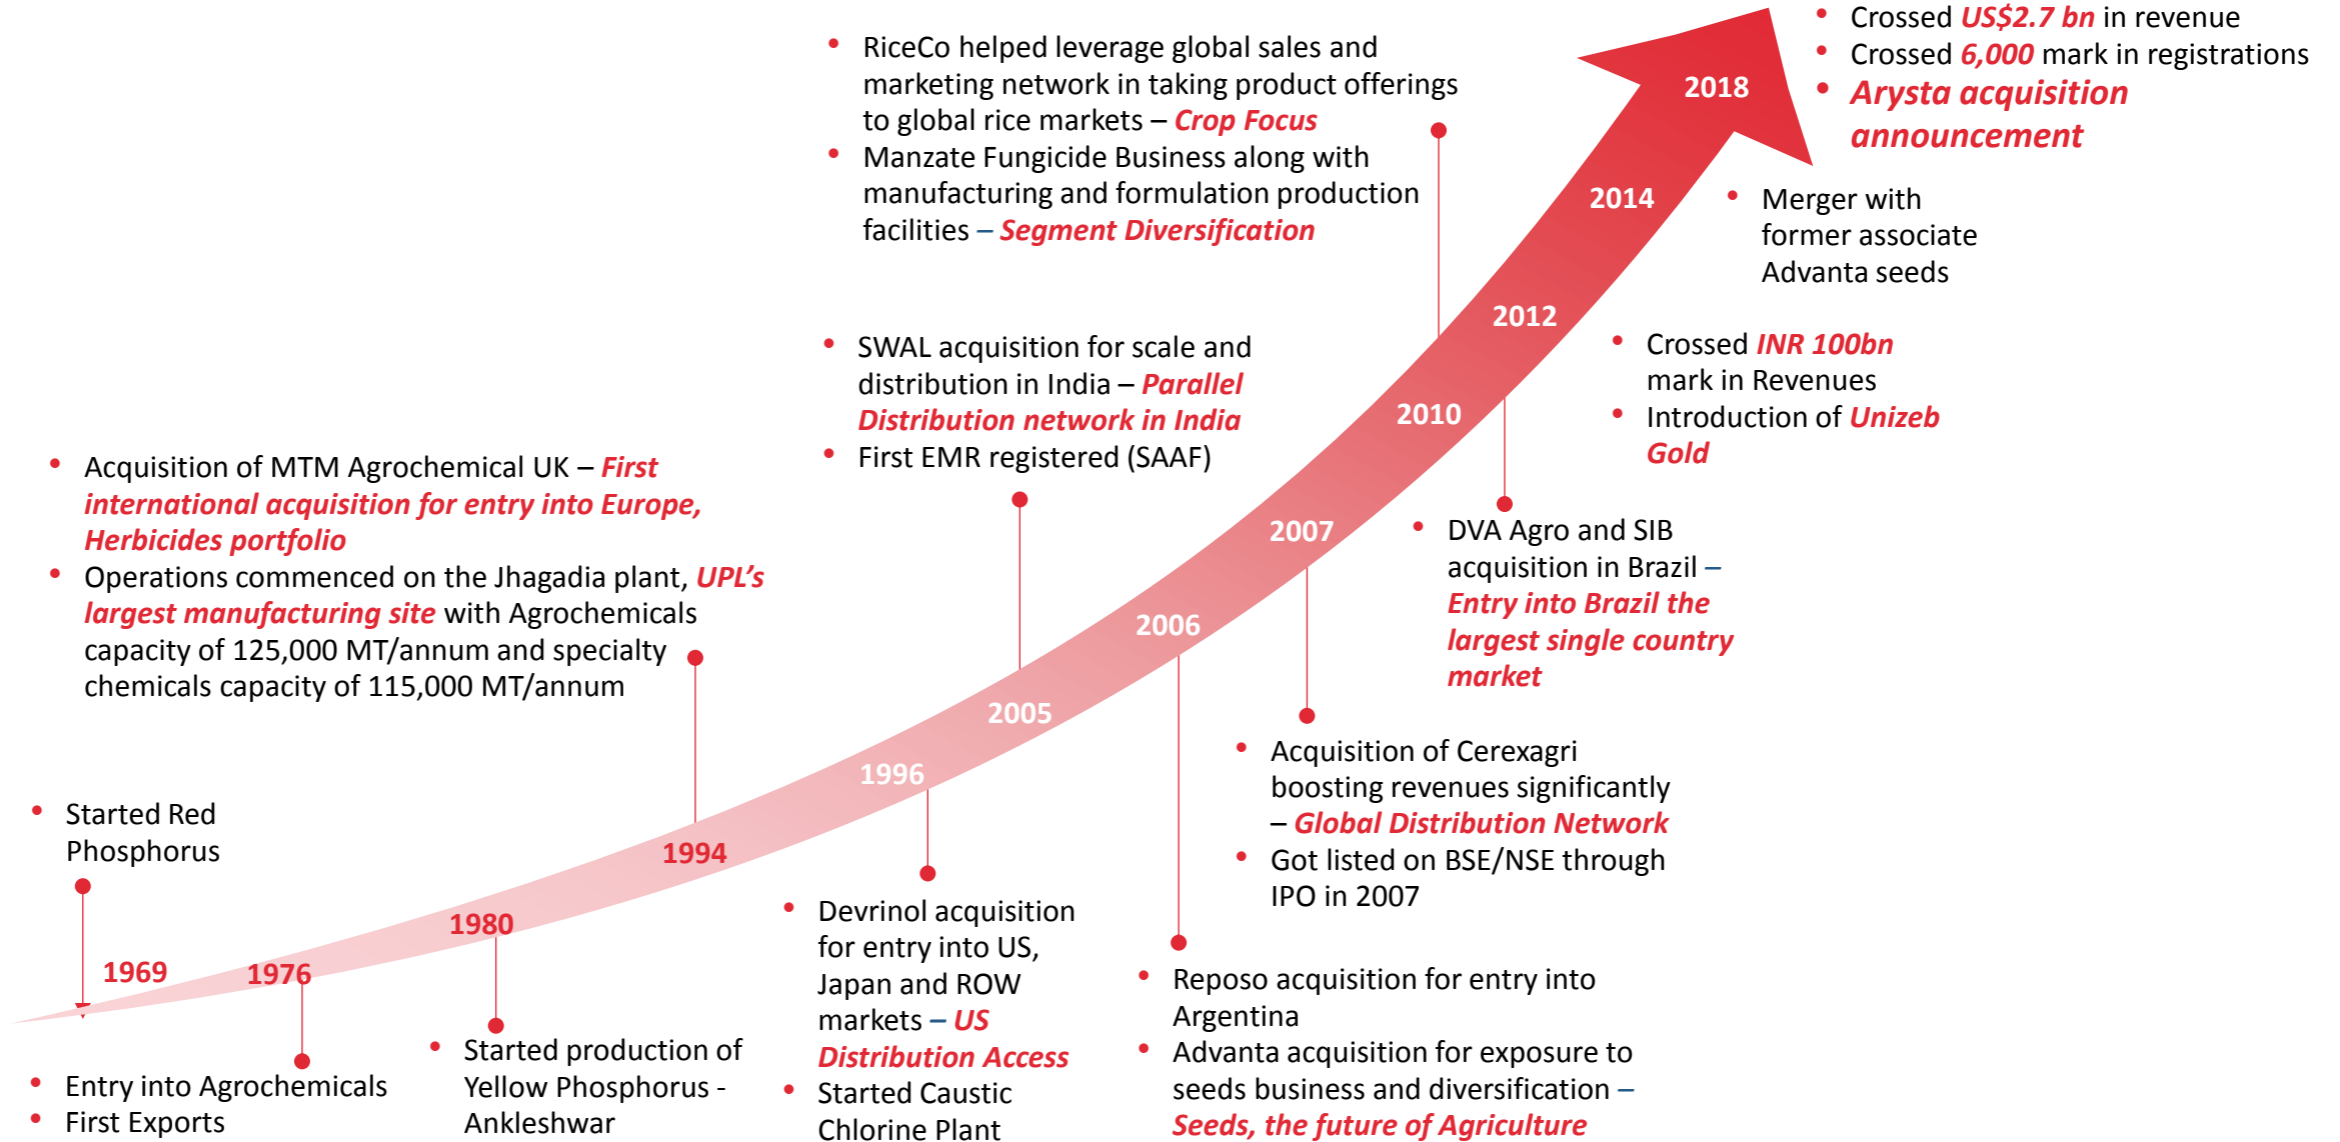 • Started Red
Phosphorus
1969
• Entry into Agrochemicals
• First Exports
1976
• Started production of
Yellow Phosphorus -
Ankleshwar
1980
• Acquisition of MTM Agrochemical UK – First
international acquisition for entry into Europe,
Herbicides portfolio
• Operations commenced on the Jhagadia plant, UPL’s
largest manufacturing site with Agrochemicals
capacity of 125,000 MT/annum and specialty
chemicals capacity of 115,000 MT/annum
1994
• Devrinol acquisition
for entry into US,
Japan and ROW
markets – US
Distribution Access
• Started Caustic
Chlorine Plant
1996
• SWAL acquisition for scale and
distribution in India – Parallel
Distribution network in India
• First EMR registered (SAAF)
2005
• Reposo acquisition for entry into
Argentina
• Advanta acquisition for exposure to
seeds business and diversification –
Seeds, the future of Agriculture
2006
• Acquisition of Cerexagri
boosting revenues significantly
– Global Distribution Network
• Got listed on BSE/NSE through
IPO in 2007
2007
• RiceCo helped leverage global sales and
marketing network in taking product offerings
to global rice markets – Crop Focus
• Manzate Fungicide Business along with
manufacturing and formulation production
facilities – Segment Diversification
2010
• DVA Agro and SIB
acquisition in Brazil –
Entry into Brazil the
largest single country
market
2012
• Crossed INR 100bn
mark in Revenues
• Introduction of Unizeb
Gold
2014
• Merger with
former associate
Advanta seeds
2018
• Crossed US$2.7 bn in revenue
• Crossed 6,000 mark in registrations
• Arysta acquisition
announcement